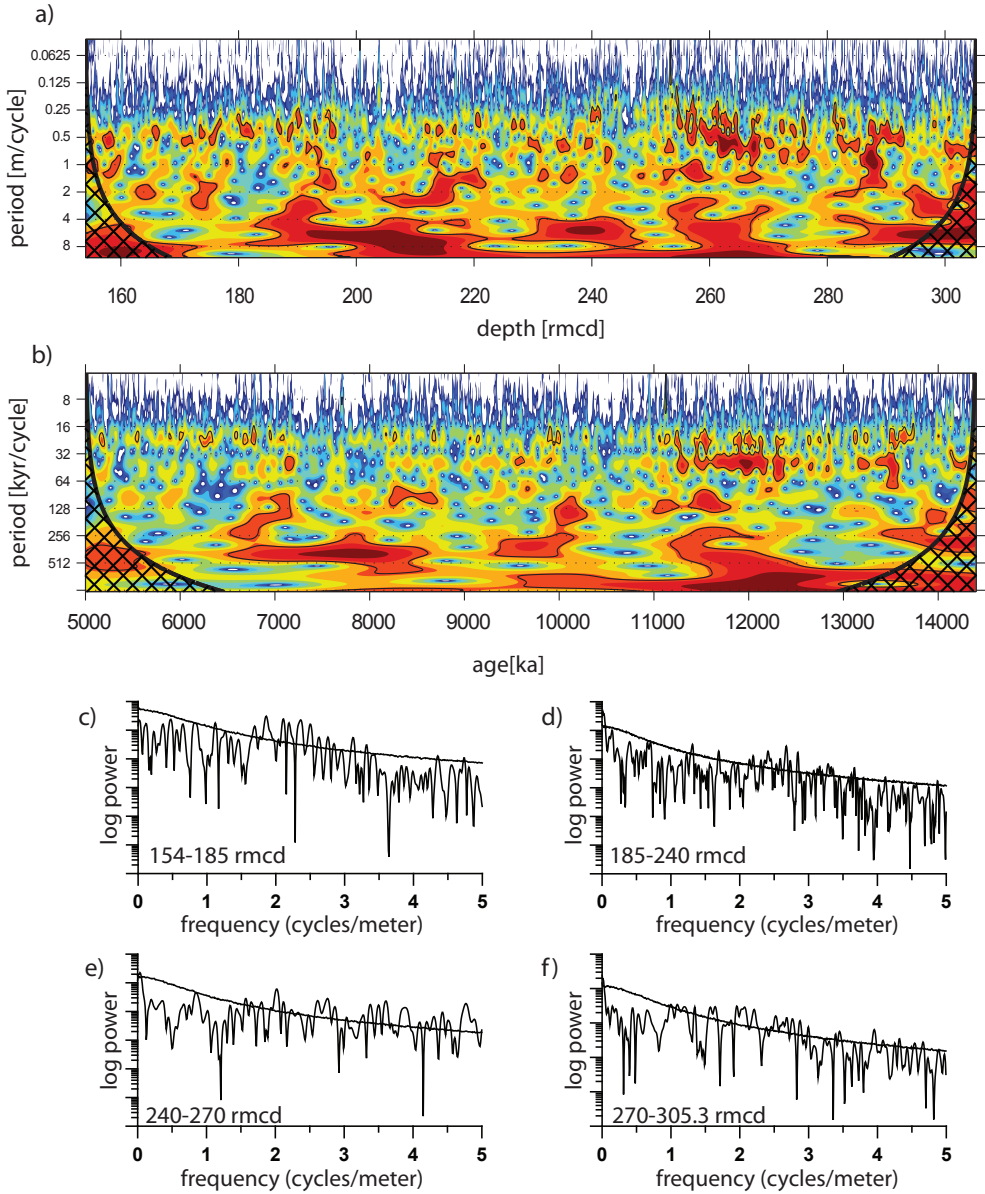 a)
period [m/cycle]
0.0625
0.125
0.25
0.5
1
2
4
8
160 180 200 220 240 260 280 300
depth [rmcd]
b)
period [kyr/cycle]
8
16
32
64
128
256
512
5000 6000 7000 8000 9000 10000 11000 12000 13000 14000
age[ka]
c)
log power
154-185 rmcd
0 1 2 3 4 5
frequency (cycles/meter)
d)
log power
185-240 rmcd
0 1 2 3 4 5
frequency (cycles/meter)
e)
log power
240-270 rmcd
0 1 2 3 4 5
frequency (cycles/meter)
f)
log power
270-305.3 rmcd
0 1 2 3 4 5
frequency (cycles/meter)